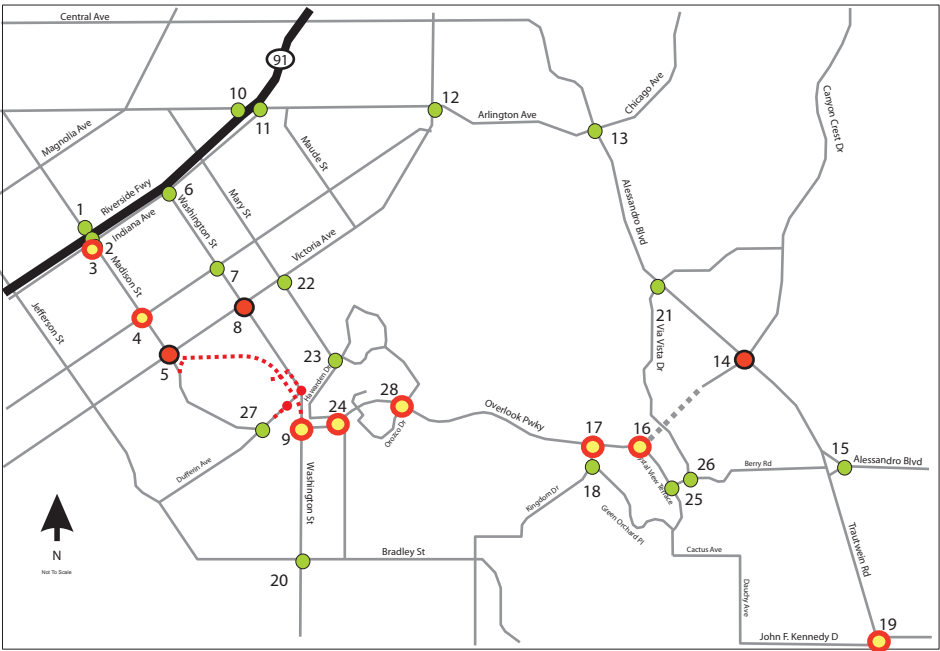 Central Ave
91
10
11
12
Arlington Ave
Chicago Ave
13
Canyon Crest Dr
Magnolia Ave
Maude St
Riverside Fwy
6
1
Indiana Ave
2
3
Washington St
Mary St
Alessandro Blvd
Victoria Ave
Madison St
7
22
Jefferson St
4
8
21
Via Vista Dr
5
23
14
Hawarden Dr
28
24
27
9
Orozco Dr
Overlook Pwky
17
16
15
Alessandro Blvd
Dufferin Ave
Washington St
26
Berry Rd
18
25
Kingdom Dr
Green Orchard Pl
N
Not To Scale
Bradley St
20
Cactus Ave
Dauchy Ave
Trautwein Rd
19
John F. Kennedy D